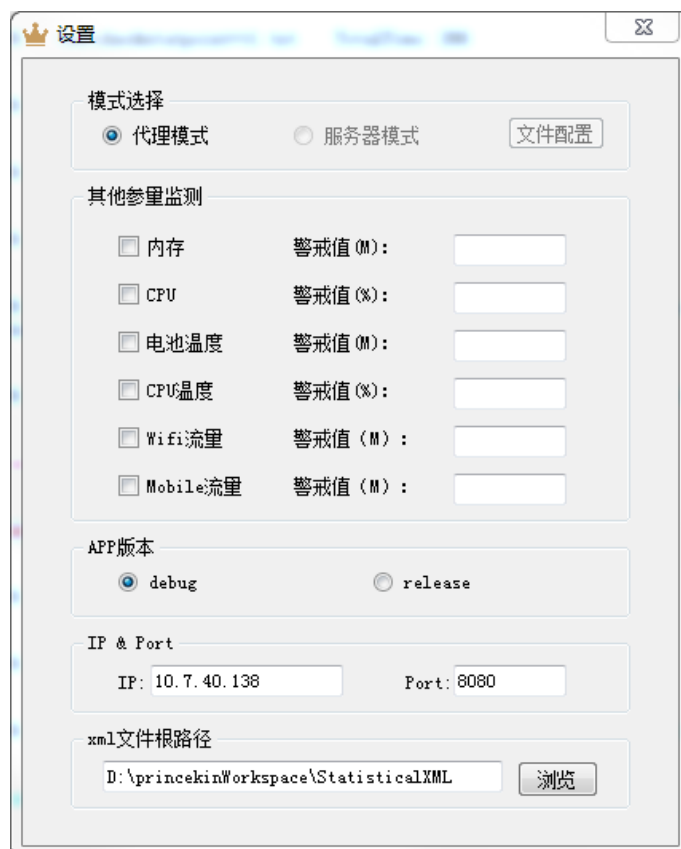 设置
模式选择
代理模式 服务器模式 文件配置
其他参量监测
内存 警戒值(M):
CPU 警戒值(%):
电池温度 警戒值(M):
CPU温度 警戒值(%):
Wifi流量 警戒值 (M) :
Mobile流量 警戒值 (M) :
APP版本
debug release
IP & Port
IP: 10.7.40.138 Port: 8080
xml文件根路径
D:\princekinWorkspace\StatisticalXML 浏览